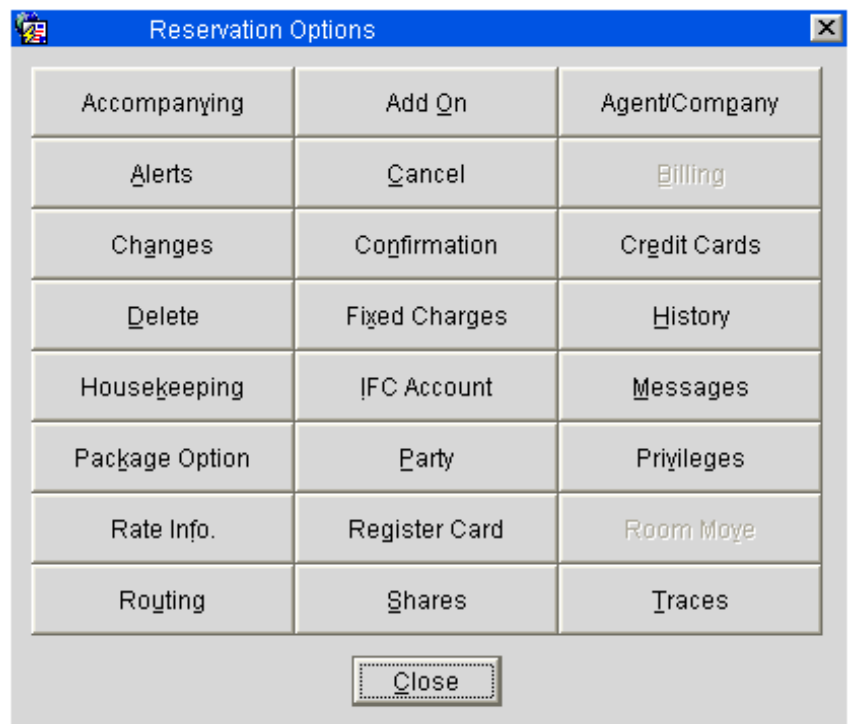 Reservation Options
Accompanying Add On Agent/Company
Alerts Cancel Billing
Changes Confirmation Credit Cards
Delete Fixed Charges History
Housekeeping IFC Account Messages
Package Option Party Privileges
Rate Info. Register Card Room Move
Routing Shares Traces
Close